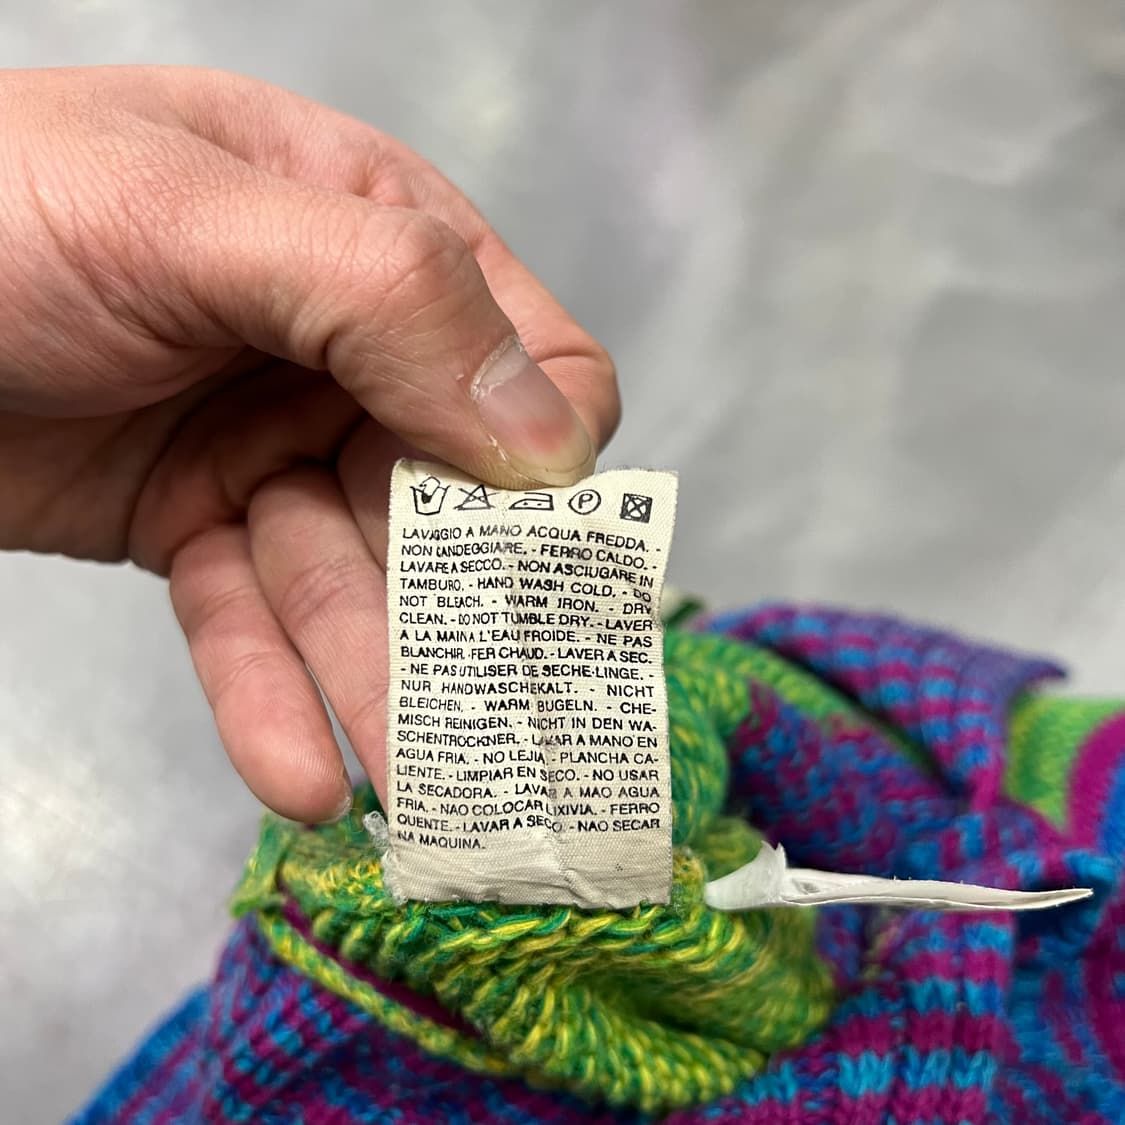 P
LAVAGGIO A MANO ACQUA FREDDA. -
NON CANDEGGIARE. - FERRO CALDO. -
LAVARE A SECCO. - NON ASCIUGARE IN
TAMBURO. - HAND WASH COLD. - DO
NOT BLEACH. - WARM IRON. - DRY
CLEAN. - DO NOT TUMBLE DRY. - LAVER
A LA MAIN A L'EAU FROIDE. - NE PAS
BLANCHIR. FER CHAUD. - LAVER A SEC.
- NE PAS UTILISER DE SECHE-LINGE. -
NUR HANDWASCHE KALT. - NICHT
BLEICHEN. - WARM BUGELN. - CHE-
MISCH REINIGEN. - NICHT IN DEN WA-
SCHENTROCKNER. - LAVAR A MANO EN
AGUA FRIA. - NO LEJIA. - PLANCHA CA-
LIENTE. - LIMPIAR EN SECO. - NO USAR
LA SECADORA. - LAVAR A MAO AGUA
FRIA. - NAO COLOCAR LIXIVIA. - FERRO
QUENTE. - LAVAR A SECO. - NAO SECAR
NA MAQUINA.